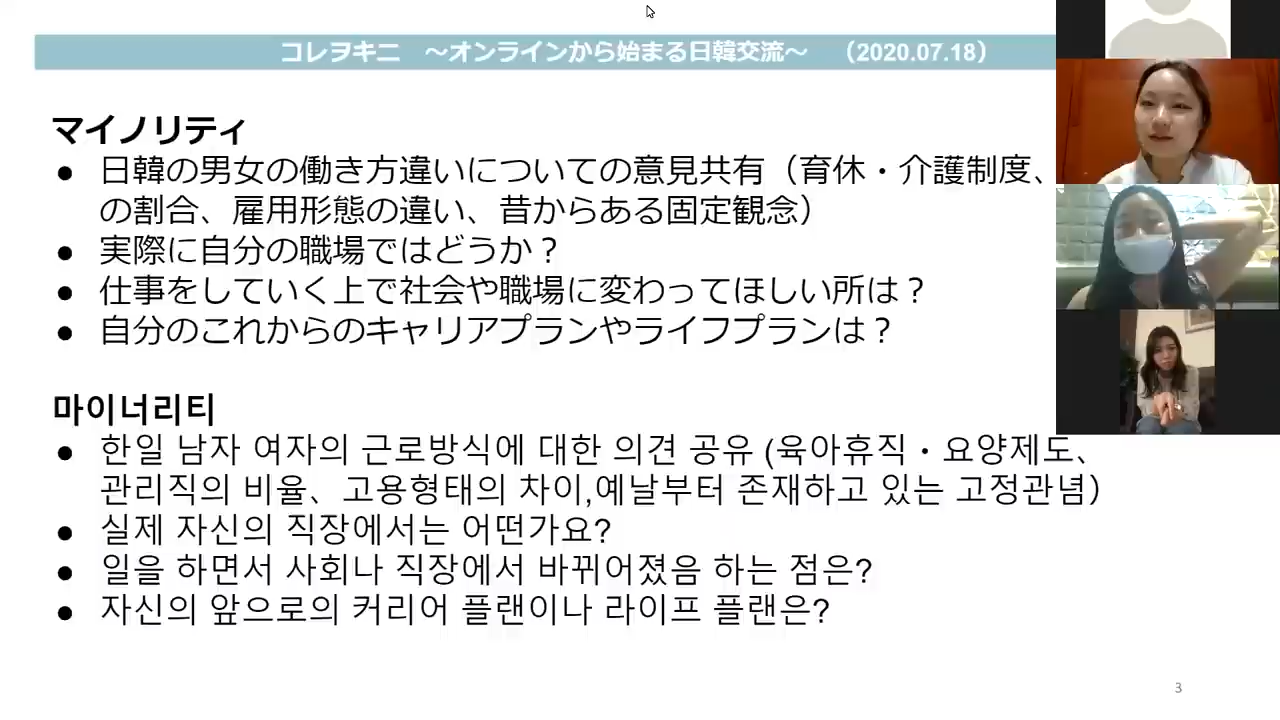 コレヲキニ　～オンラインから始まる日韓交流～　（2020.07.18）
マイノリティ
● 日韓の男女の働き方違いについての意見共有（育休・介護制度、
の割合、雇用形態の違い、昔からある固定観念）
● 実際に自分の職場ではどうか？
● 仕事をしていく上で社会や職場に変わってほしい所は？
● 自分のこれからのキャリアプランやライフプランは？
마이너리티
● 한일 남자 여자의 근로방식에 대한 의견 공유 (육아휴직・요양제도、
관리직의 비율、고용형태의 차이,예날부터 존재하고 있는 고정관념）
● 실제 자신의 직장에서는 어떤가요?
● 일을 하면서 사회나 직장에서 바뀌어졌음 하는 점은?
● 자신의 앞으로의 커리어 플랜이나 라이프 플랜은?
3